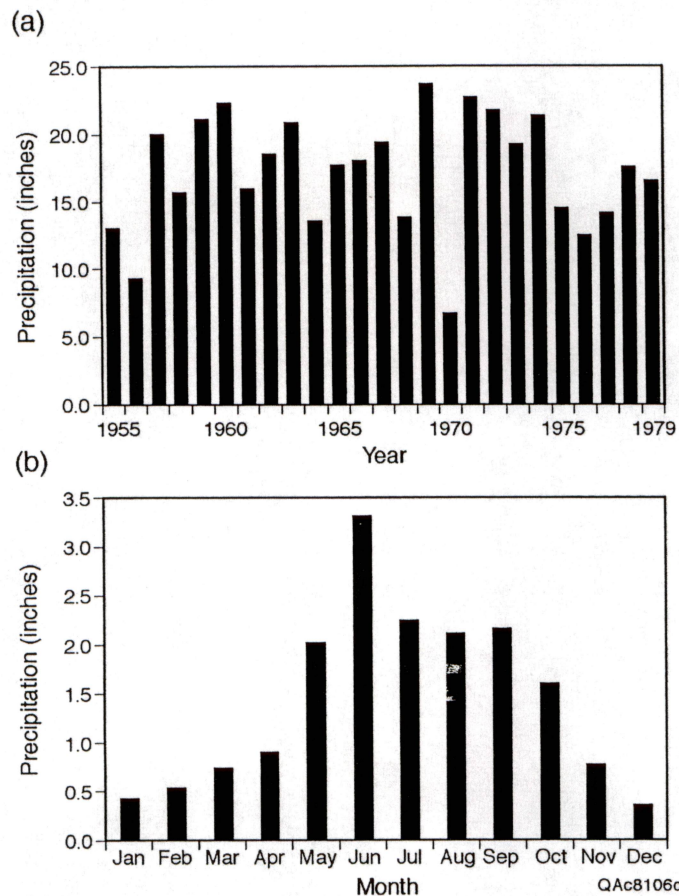 (a)
Precipitation (inches)
25.0
20.0
15.0
10.0
5.0
0.0
1955 1960 1965 1970 1975 1979
Year
(b)
Precipitation (inches)
3.5
3.0
2.5
2.0
1.5
1.0
0.5
0.0
Jan Feb Mar Apr May Jun Jul Aug Sep Oct Nov Dec
Month
QAc8106c